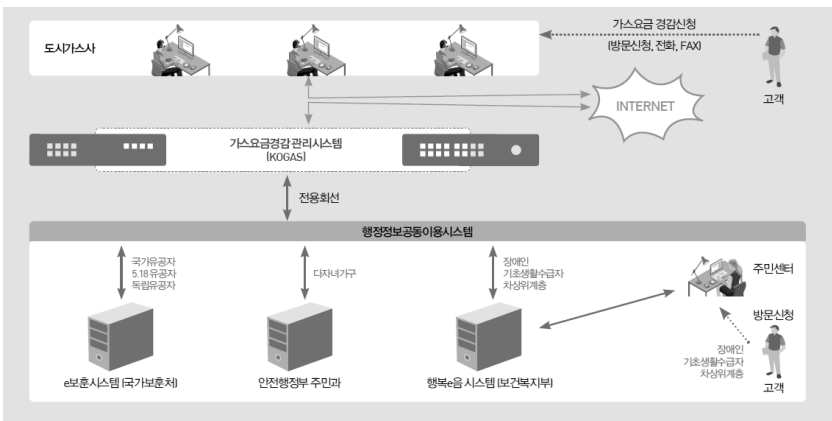 도시가스사
가스요금 경감신청
(방문신청, 전화, FAX)
고객
INTERNET
가스요금경감 관리시스템
(KOGAS)
전용회선
행정정보공동이용시스템
국가유공자
5.18 유공자
독립유공자
다자녀가구
장애인
기초생활수급자
차상위계층
주민센터
방문신청
장애인
기초생활수급자
차상위계층
고객
e보훈시스템 (국가보훈처)
안전행정부 주민과
행복e음 시스템 (보건복지부)